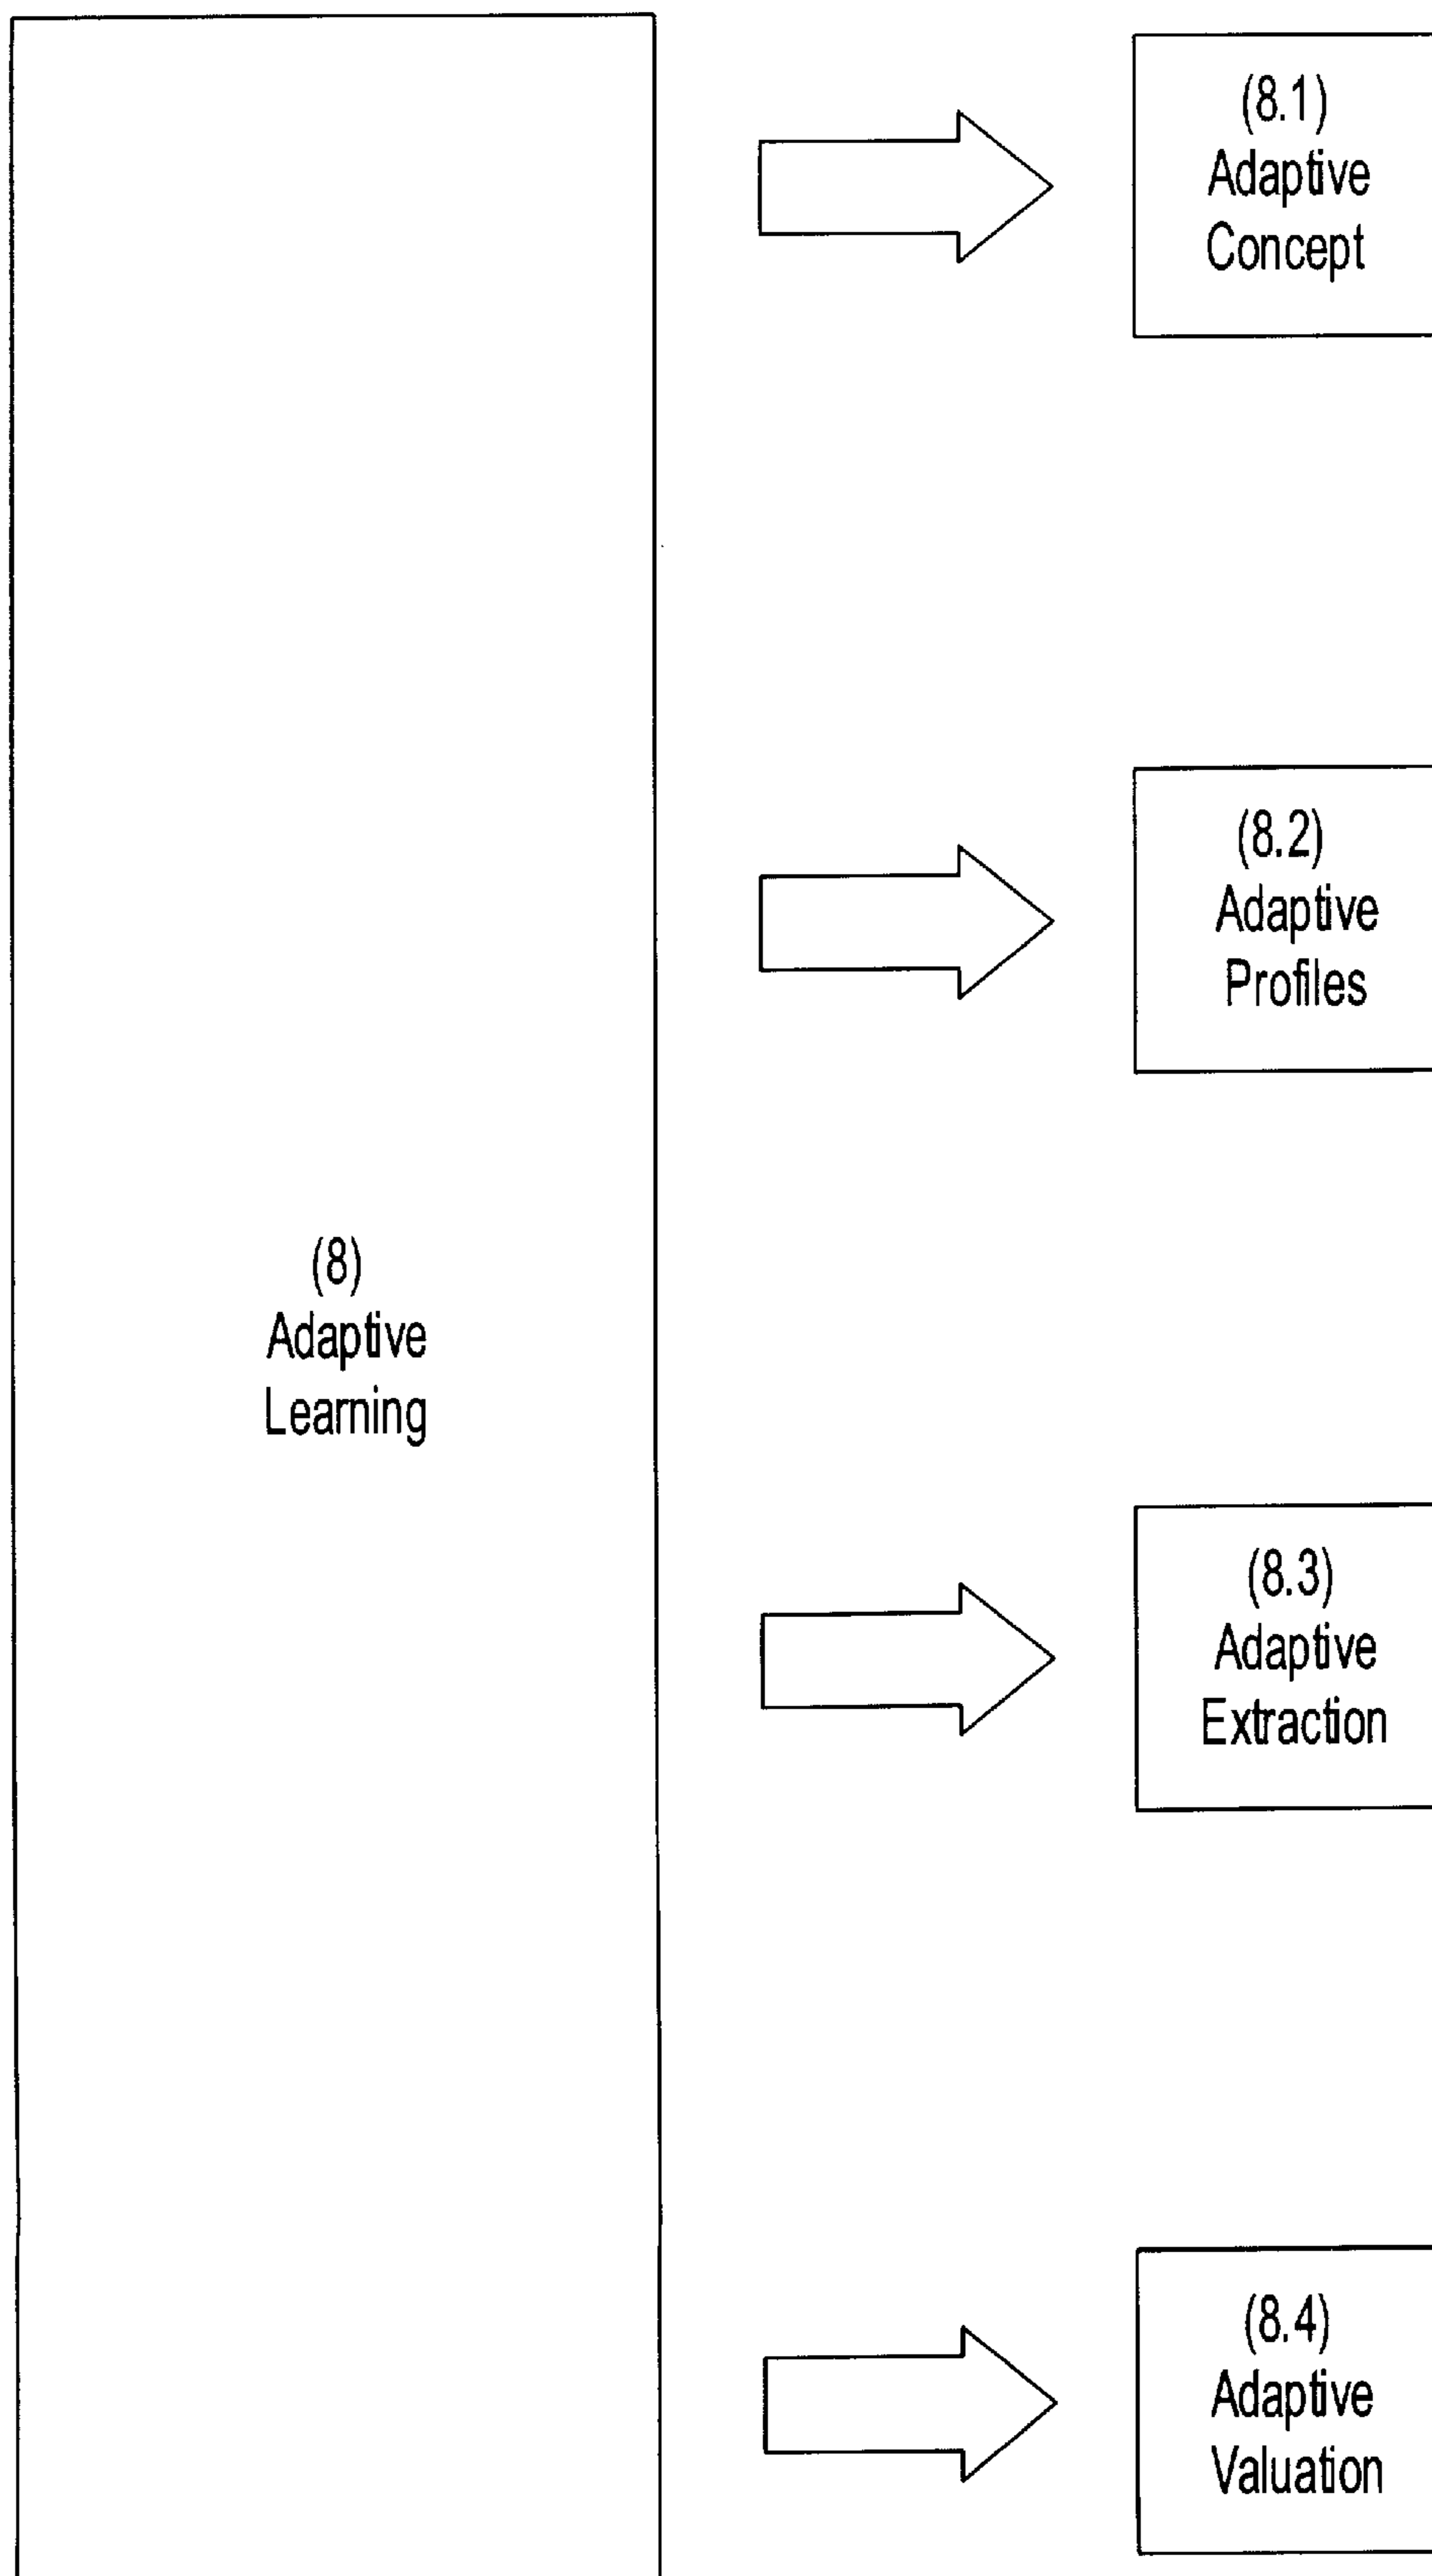 (8)
Adaptive
Learning
(8.1)
Adaptive
Concept
(8.2)
Adaptive
Profiles
(8.3)
Adaptive
Extraction
(8.4)
Adaptive
Valuation